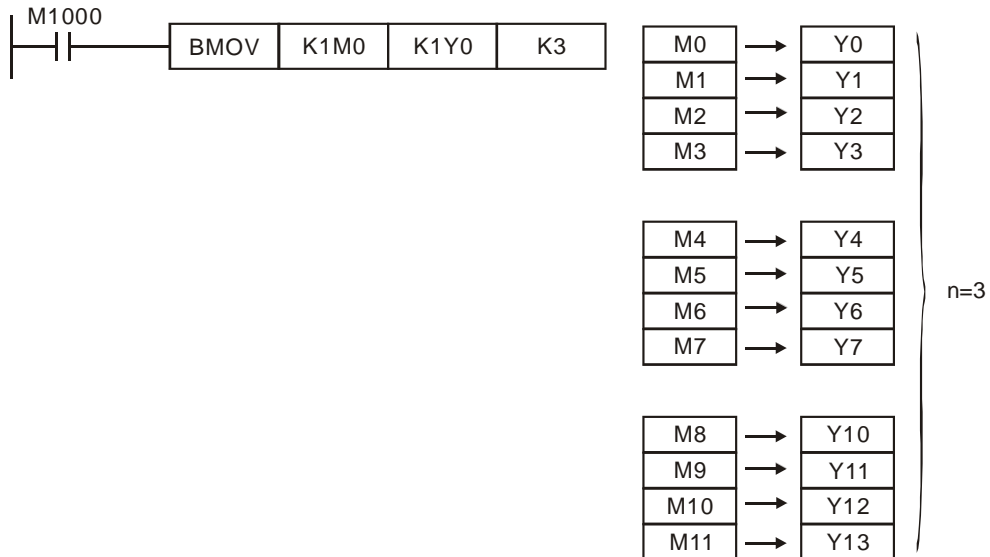 M1000
BMOV K1M0 K1Y0 K3
M0 Y0
M1 Y1
M2 Y2
M3 Y3
M4 Y4
M5 Y5
M6 Y6
M7 Y7
n=3
M8 Y10
M9 Y11
M10 Y12
M11 Y13